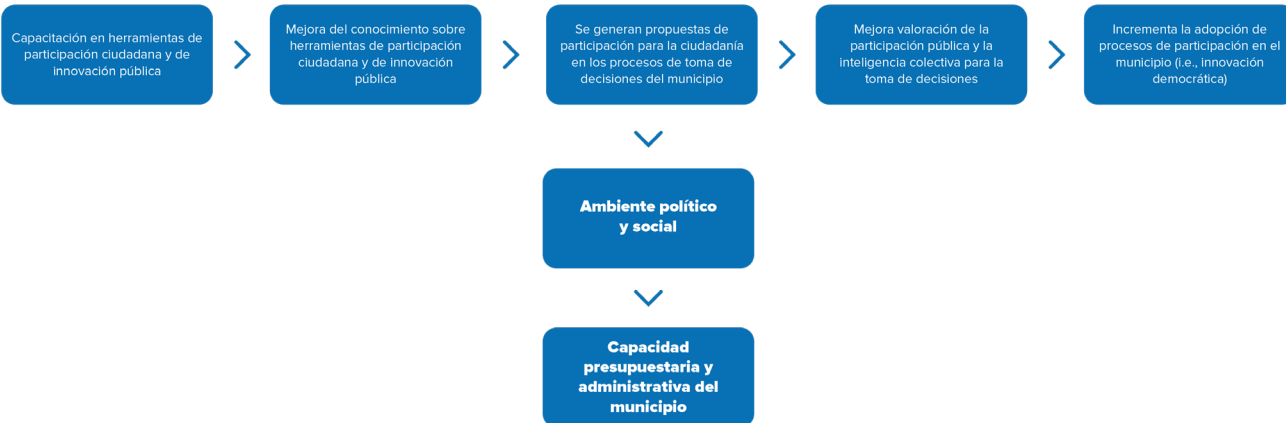 Capacitación en herramientas de
participación ciudadana y de
innovación pública
Mejora del conocimiento sobre
herramientas de participación
ciudadana y de innovación
pública
Se generan propuestas de
participación para la ciudadanía
en los procesos de toma de
decisiones del municipio
Mejora valoración de la
participación pública y la
inteligencia colectiva para la
toma de decisiones
Incrementa la adopción de
procesos de participación en el
municipio (i.e., innovación
democrática)
Ambiente político
y social
Capacidad
presupuestaria y
administrativa del
municipio